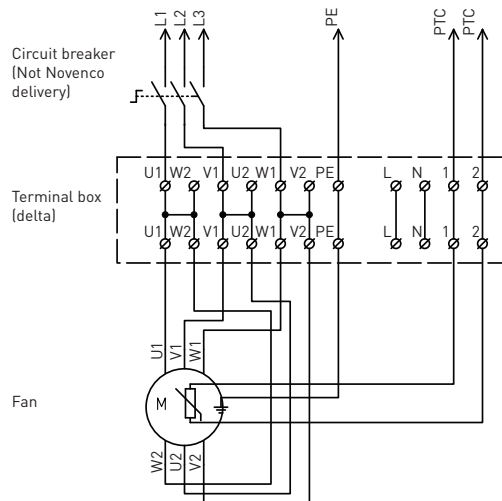 L1 L2 L3 PE PTC PTC
Circuit breaker
(Not Novenco
delivery)
U1 W2 V1 U2 W1 V2 PE L N 1 2
Terminal box
(delta)
U1 W2 V1 U2 W1 V2 PE L N 1 2
U1 V1 W1
Fan
M
W2 U2 V2